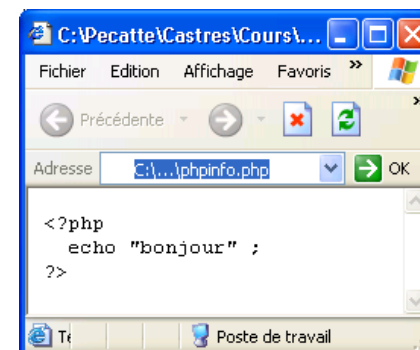 C:\Pecatte\Castres\Cours\...
Fichier Edition Affichage Favoris »
Précédente
Adresse C:\...\phpinfo.php OK
<?php
echo "bonjour" ;
?>
Poste de travail